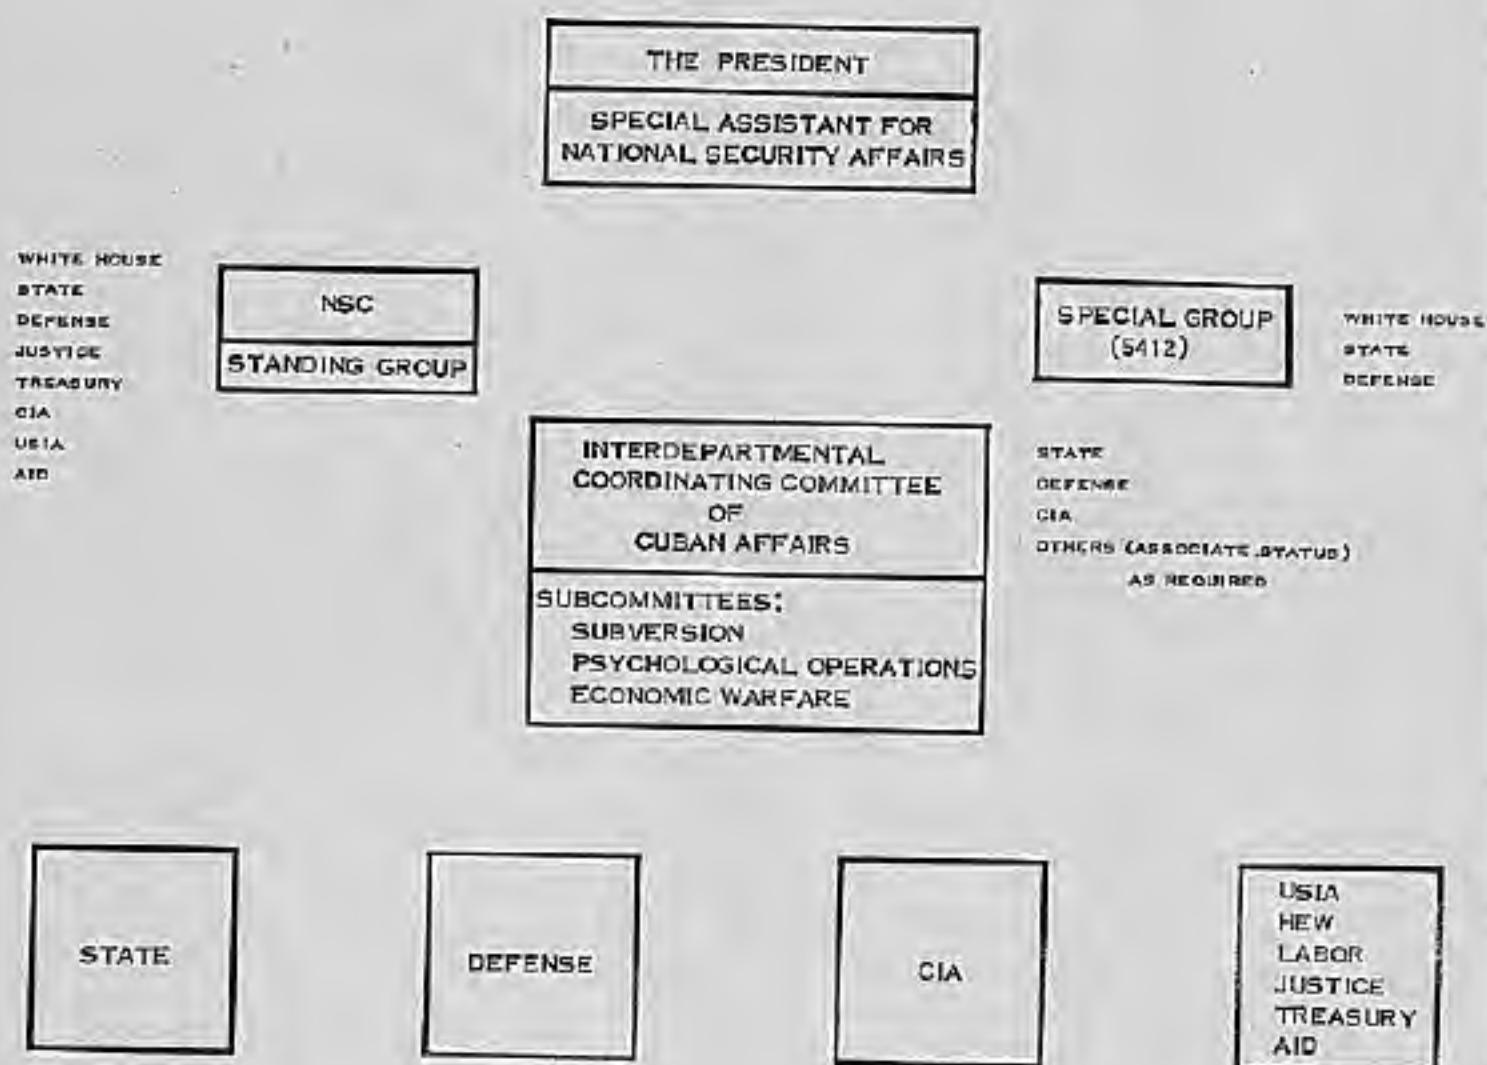 THE PRESIDENT
SPECIAL ASSISTANT FOR
NATIONAL SECURITY AFFAIRS
WHITE HOUSE
STATE
DEFENSE
JUSTICE
TREASURY
CIA
USIA
AID
NSC
STANDING GROUP
SPECIAL GROUP
(5412)
WHITE HOUSE
STATE
DEFENSE
INTERDEPARTMENTAL
COORDINATING COMMITTEE
OF
CUBAN AFFAIRS
SUBCOMMITTEES:
SUBVERSION
PSYCHOLOGICAL OPERATIONS
ECONOMIC WARFARE
STATE
DEFENSE
CIA
OTHERS (ASSOCIATE STATUS)
AS REQUIRED
STATE
DEFENSE
CIA
USIA
HEW
LABOR
JUSTICE
TREASURY
AID